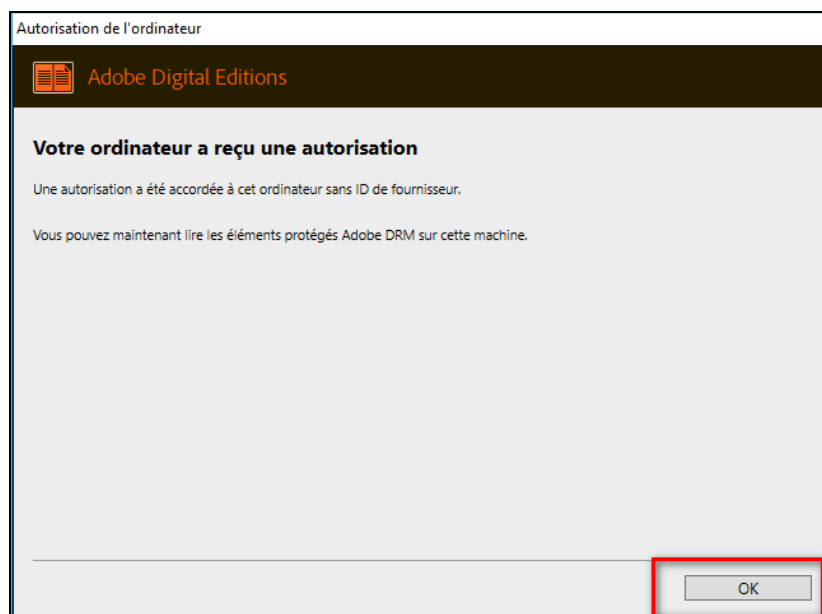 Autorisation de l'ordinateur
Adobe Digital Editions
Votre ordinateur a reçu une autorisation
Une autorisation a été accordée à cet ordinateur sans ID de fournisseur.
Vous pouvez maintenant lire les éléments protégés Adobe DRM sur cette machine.
OK